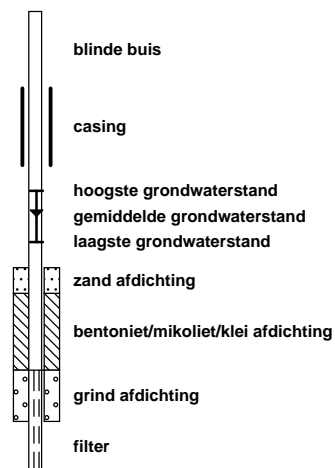 blinde buis
casing
hoogste grondwaterstand
gemiddelde grondwaterstand
laagste grondwaterstand
zand afdichting
bentoniet/mikoliet/klei afdichting
grind afdichting
filter